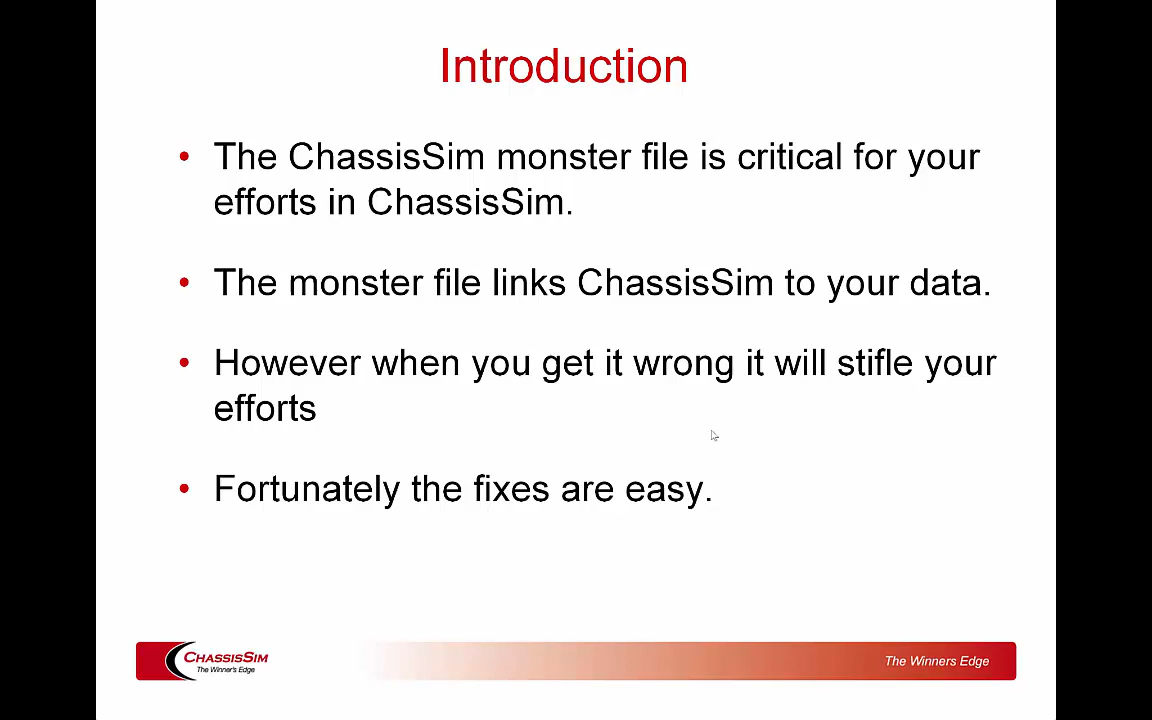 Introduction
• The ChassisSim monster file is critical for your
efforts in ChassisSim.
• The monster file links ChassisSim to your data.
• However when you get it wrong it will stifle your
efforts
• Fortunately the fixes are easy.
CHASSISSIM
The Winner's Edge
The Winners Edge